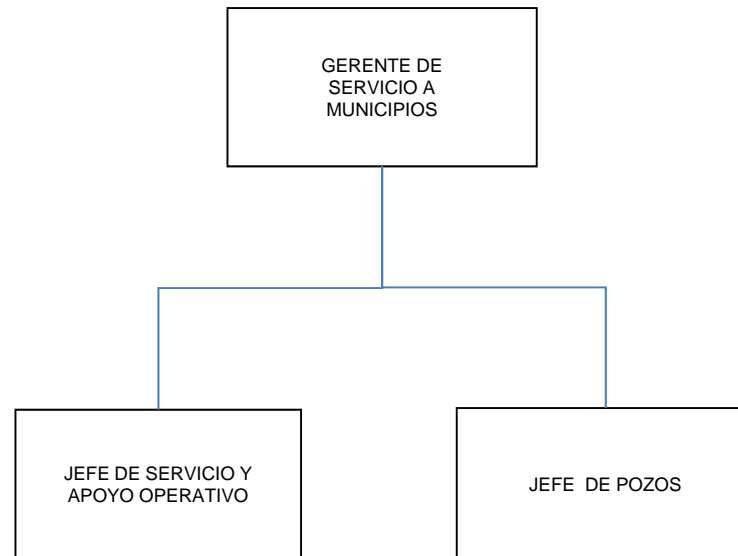 GERENTE DE
SERVICIO A
MUNICIPIOS
JEFE DE SERVICIO Y
APOYO OPERATIVO
JEFE DE POZOS